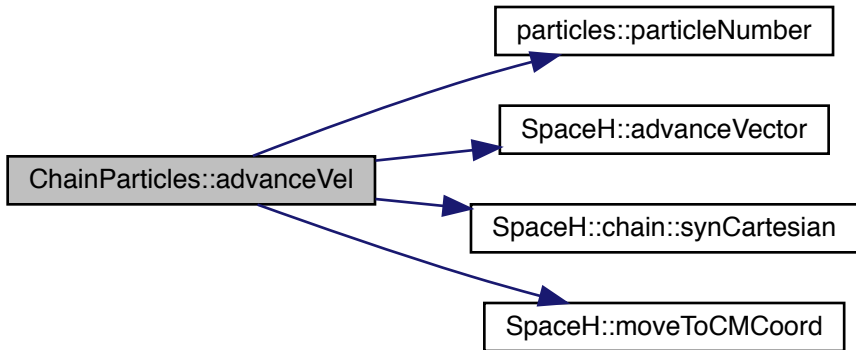 particles::particleNumber
SpaceH::advanceVector
ChainParticles::advanceVel
SpaceH::chain::synCartesian
SpaceH::moveToCMCoord